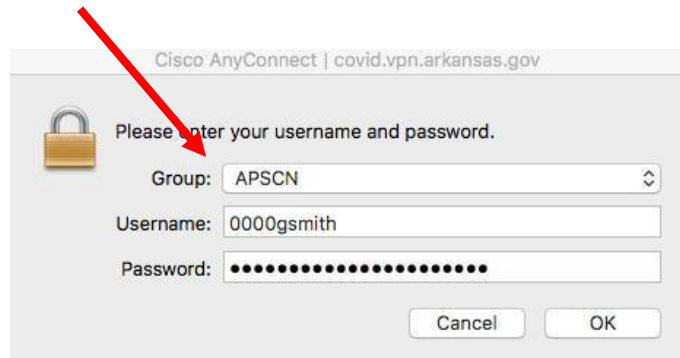 Cisco AnyConnect | covid.vpn.arkansas.gov
Please enter your username and password.
Group: APSCN
Username: 0000gsmith
Password: ••••••••••••••••••••••
Cancel OK